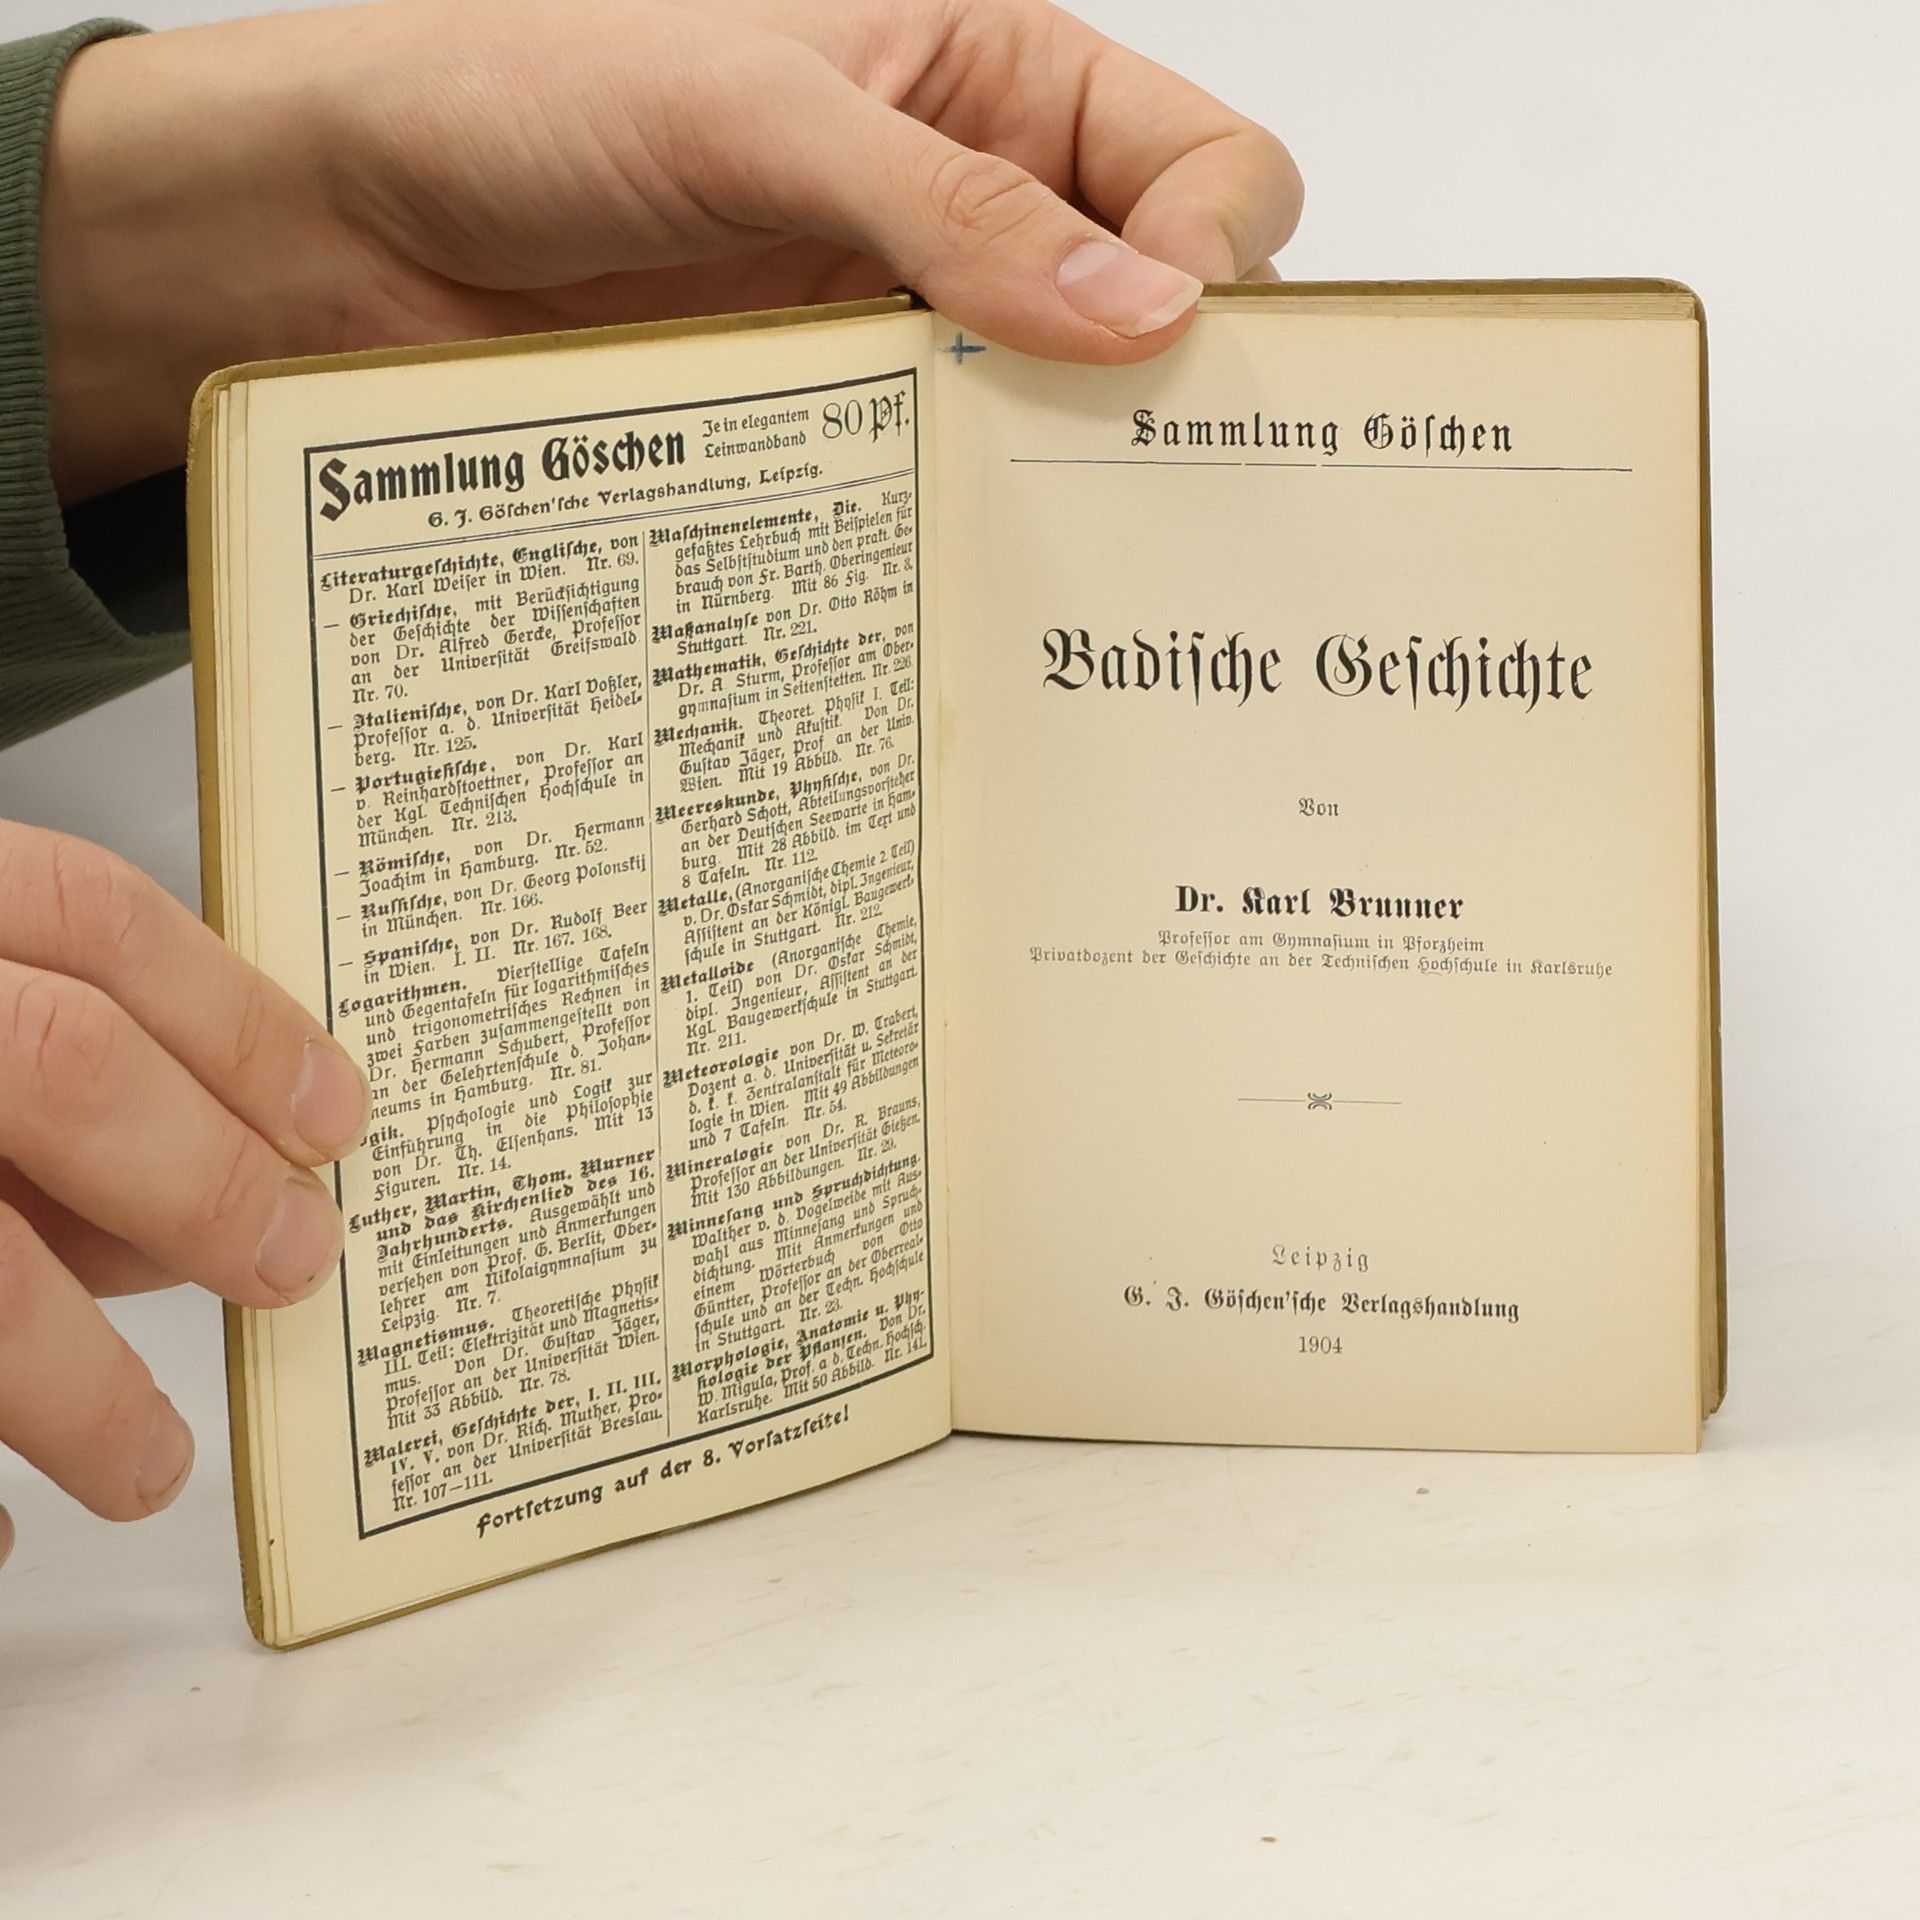 Sammlung Göschen
Je in elegantem
Leinwandband
80 Pf.
G. J. Göschen'sche Verlagshandlung, Leipzig.
Literaturgeschichte, Englische, von
Dr. Karl Weiser in Wien. Nr. 69.
— Griechische, mit Berücksichtigung
der Geschichte der Wissenschaften
von Dr. Alfred Gercke, Professor
an der Universität Greifswald.
Nr. 70.
— Italienische, von Dr. Karl Voßler,
Professor a. d. Universität Heidel-
berg. Nr. 125.
— Portugiesische, von Dr. Karl
v. Reinhardstoettner, Professor an
der Kgl. Technischen Hochschule in
München. Nr. 213.
— Römische, von Dr. Hermann
Joachim in Hamburg. Nr. 52.
— Russische, von Dr. Georg Polonskij
in München. Nr. 166.
— Spanische, von Dr. Rudolf Beer
in Wien. I. II. Nr. 167. 168.
Logarithmen. Vierstellige Tafeln
und Gegentafeln für logarithmisches
und trigonometrisches Rechnen in
zwei Farben zusammengestellt von
Dr. Hermann Schubert, Professor
an der Gelehrtenschule d. Johan-
neums in Hamburg. Nr. 81.
ogik. Psychologie und Logik zur
Einführung in die Philosophie
von Dr. Th. Elsenhans. Mit 13
Figuren. Nr. 14.
Luther, Martin, Thom. Murner
und das Kirchenlied des 16.
Jahrhunderts. Ausgewählt und
mit Einleitungen und Anmerkungen
versehen von Prof. G. Berlit, Ober-
lehrer am Nikolaigymnasium zu
Leipzig. Nr. 7.
Magnetismus. Theoretische Physik
III. Teil: Elektrizität und Magnetis-
mus. Von Dr. Gustav Jäger,
Professor an der Universität Wien.
Mit 33 Abbild. Nr. 78.
Malerei, Geschichte der, I. II. III.
IV. V. von Dr. Rich. Muther, Pro-
fessor an der Universität Breslau.
Nr. 107—111.
Maschinenelemente, Die. Kurz-
gefaßtes Lehrbuch mit Beispielen für
das Selbststudium und den prakt. Ge-
brauch von Fr. Barth, Oberingenieur
in Nürnberg. Mit 86 Fig. Nr. 3.
Maßanalyse von Dr. Otto Röhm in
Stuttgart. Nr. 221.
Mathematik, Geschichte der, von
Dr. A. Sturm, Professor am Ober-
gymnasium in Seitenstetten. Nr. 226.
Mechanik. Theoret. Physik I. Teil:
Mechanik und Akustik. Von Dr.
Gustav Jäger, Prof. an der Univ.
Wien. Mit 19 Abbild. Nr. 76.
Meereskunde, Physische, von Dr.
Gerhard Schott, Abteilungsvorsteher
an der Deutschen Seewarte in Ham-
burg. Mit 28 Abbild. im Text und
8 Tafeln. Nr. 112.
Metalle, (Anorganische Chemie 2. Teil)
v. Dr. Oskar Schmidt, dipl. Ingenieur,
Assistent an der Königl. Baugewerk-
schule in Stuttgart. Nr. 212.
Metalloide (Anorganische Chemie,
1. Teil) von Dr. Oskar Schmidt,
dipl. Ingenieur, Assistent an der
Kgl. Baugewerkschule in Stuttgart.
Nr. 211.
Meteorologie von Dr. W. Trabert,
Dozent a. d. Universität u. Sekretär
d. k. k. Zentralanstalt für Meteoro-
logie in Wien. Mit 49 Abbildungen
und 7 Tafeln. Nr. 54.
Mineralogie von Dr. R. Brauns,
Professor an der Universität Gießen.
Mit 130 Abbildungen. Nr. 29.
Minnesang und Spruchdichtung.
Walther v. d. Vogelweide mit Aus-
wahl aus Minnesang und Spruch-
dichtung. Mit Anmerkungen und
einem Wörterbuch von Otto
Güntter, Professor an der Oberreal-
schule und an der Techn. Hochschule
in Stuttgart. Nr. 23.
Morphologie, Anatomie u. Phy-
siologie der Pflanzen. Von Dr.
W. Migula, Prof. a. d. Techn. Hochsch.
Karlsruhe. Mit 50 Abbild. Nr. 141.
Fortsetzung auf der 8. Vorsatzseite!
Sammlung Göschen
Badische Geschichte
Von
Dr. Karl Brunner
Professor am Gymnasium in Pforzheim
Privatdozent der Geschichte an der Technischen Hochschule in Karlsruhe
Leipzig
G. J. Göschen'sche Verlagshandlung
1904